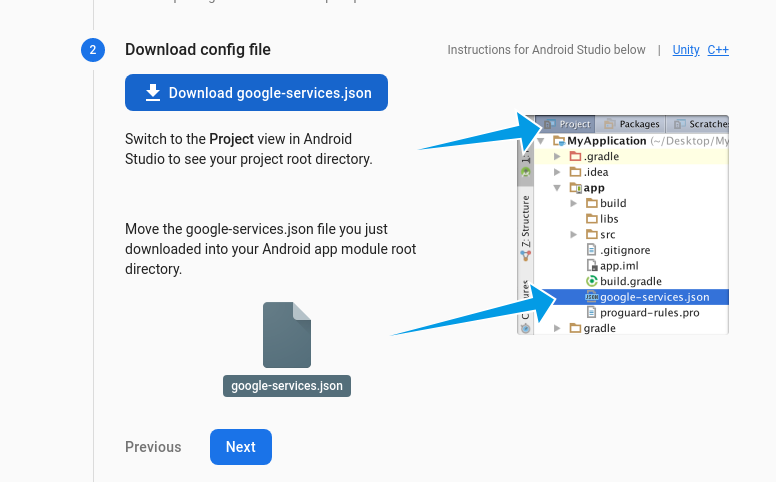 2
Download config file
Instructions for Android Studio below | Unity C++
Download google-services.json
Switch to the Project view in Android
Studio to see your project root directory.
Move the google-services.json file you just
downloaded into your Android app module root
directory.
google-services.json
Project Packages Scratche
MyApplication (~/Desktop/My
.gradle
.idea
app
build
libs
src
.gitignore
app.iml
build.gradle
google-services.json
proguard-rules.pro
gradle
Z: Structure
Previous
Next